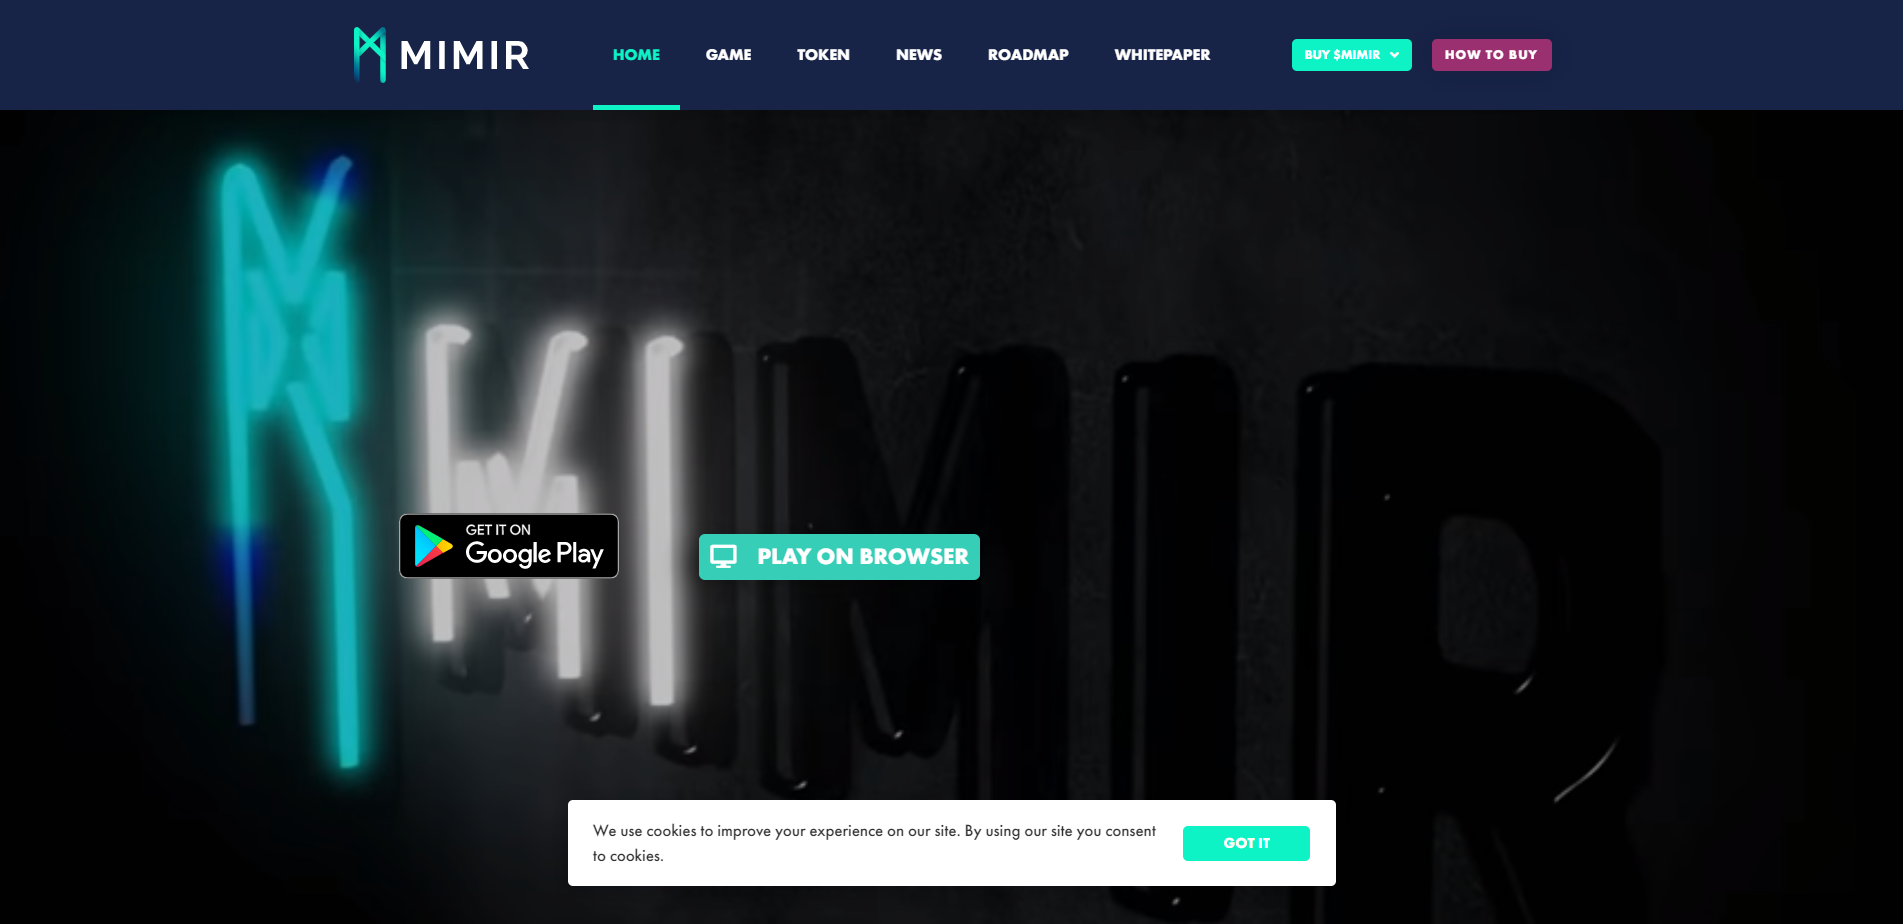 MIMIR
HOME
GAME
TOKEN
NEWS
ROADMAP
WHITEPAPER
BUY $MIMIR
HOW TO BUY
MIMIR
GET IT ON
Google Play
PLAY ON BROWSER
We use cookies to improve your experience on our site. By using our site you consent
to cookies.
GOT IT